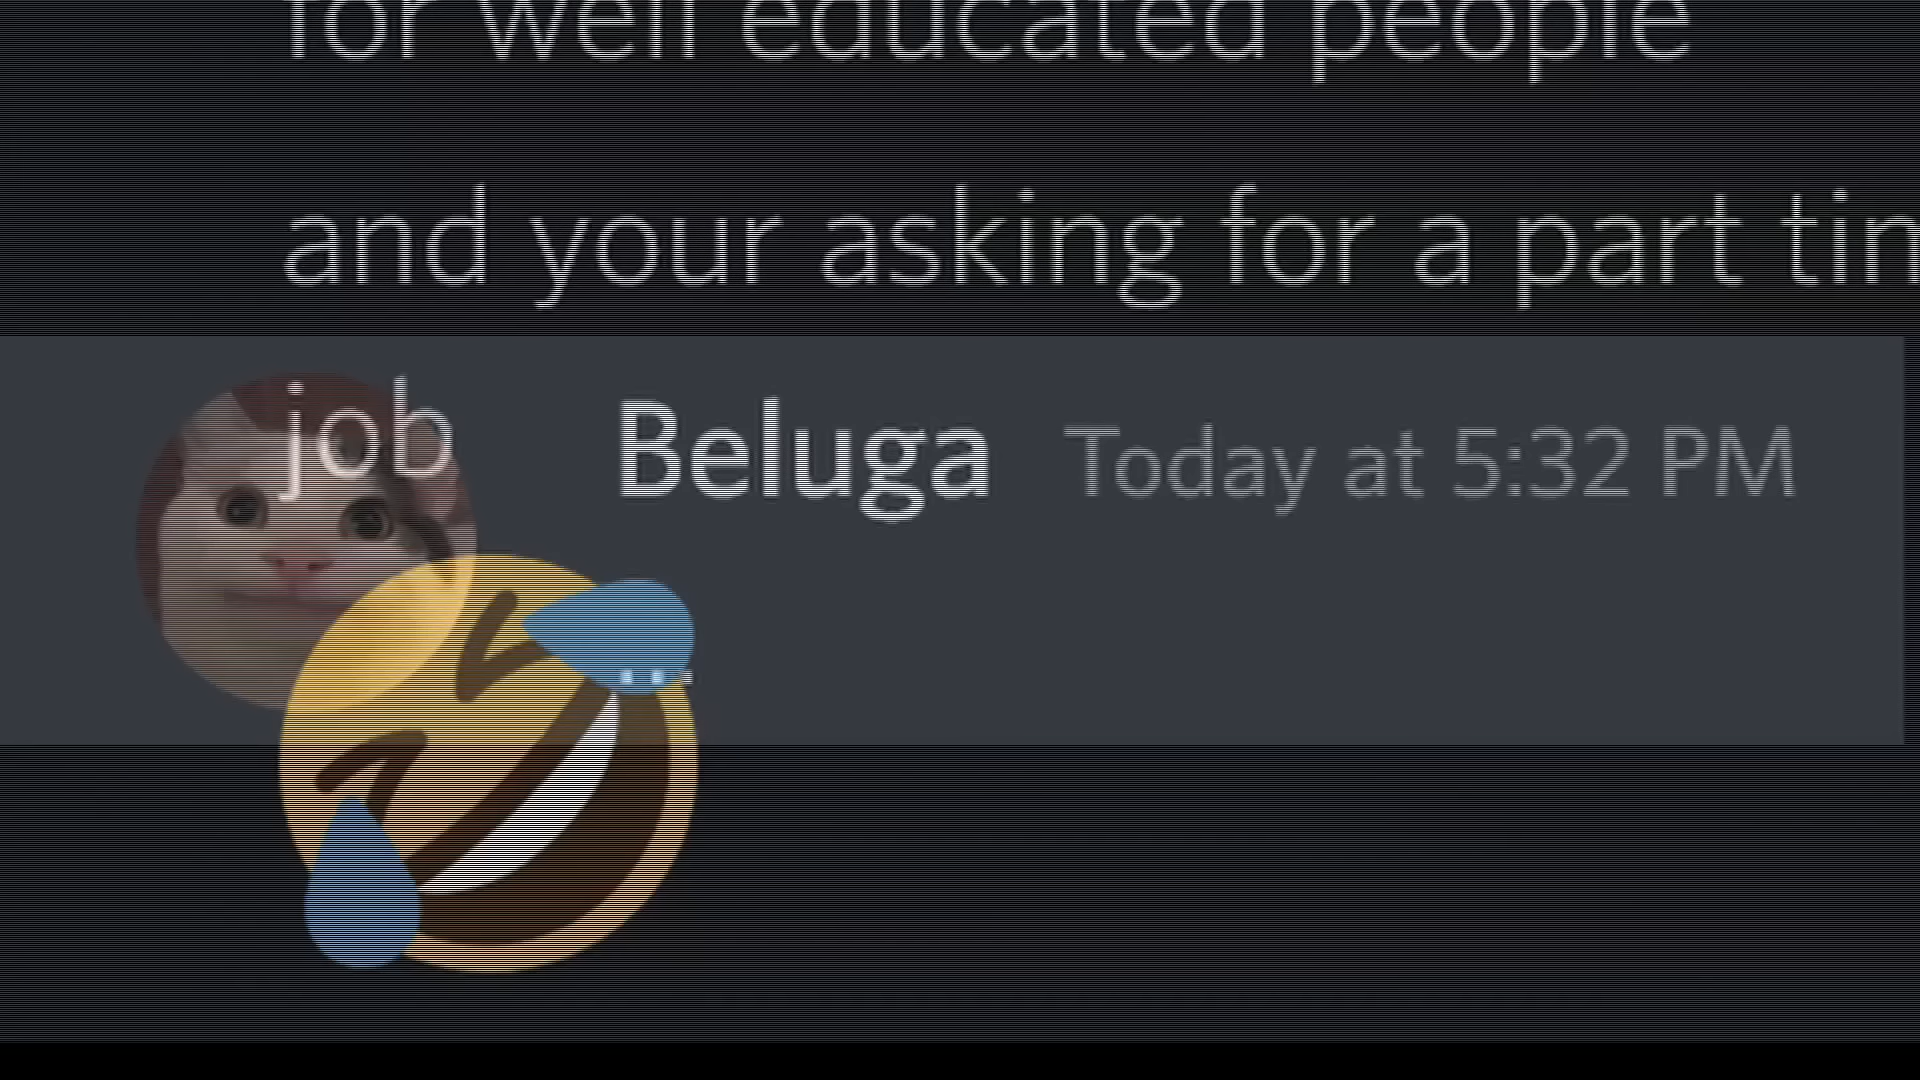 for well educated people
and your asking for a part tin
job
Beluga Today at 5:32 PM
...